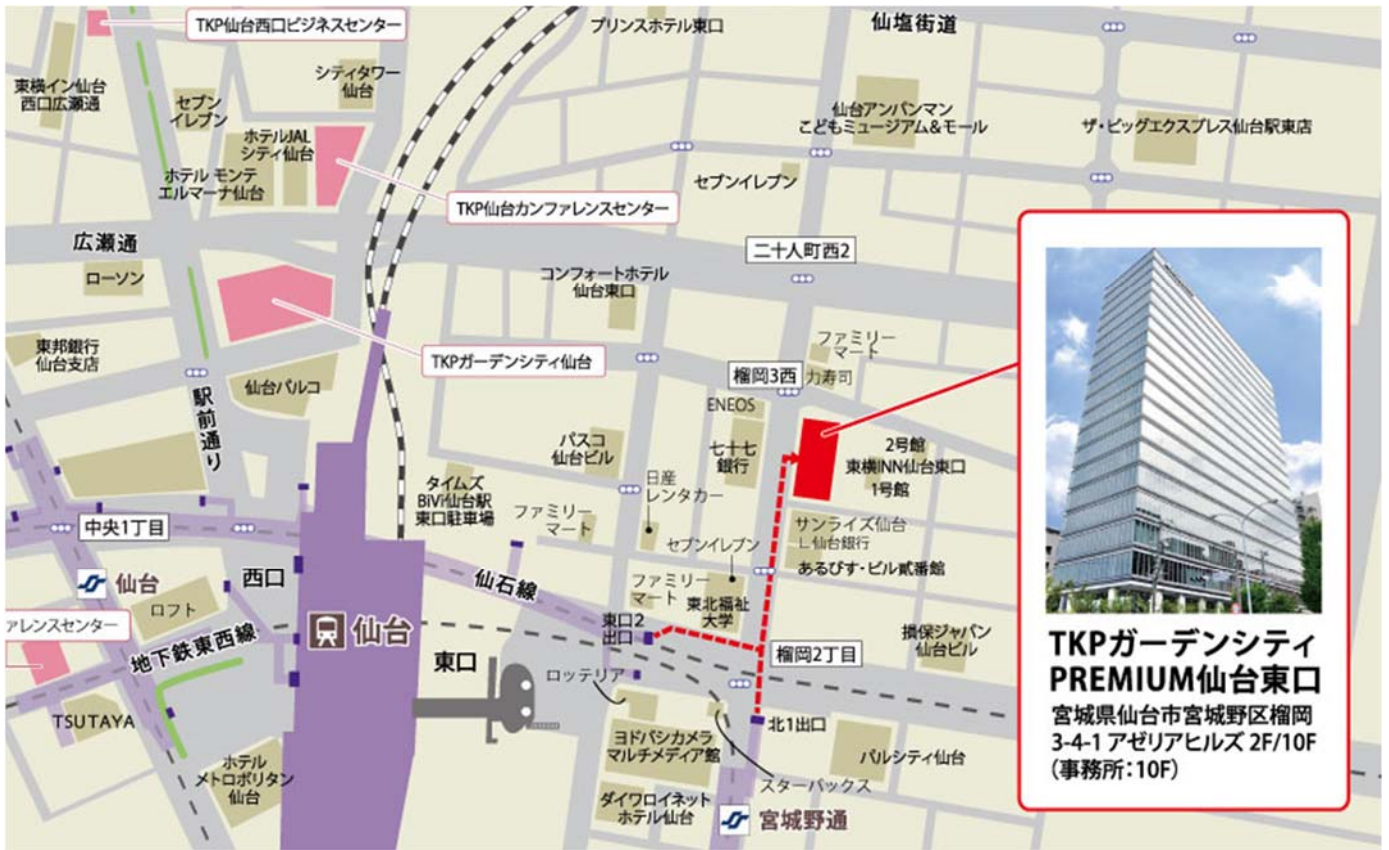 TKP仙台西口ビジネスセンター
プリンスホテル東口
仙塩街道
東横イン仙台
西口広瀬通
シティタワー
仙台
セブン
イレブン
ホテルJAL
シティ仙台
ホテル モンテ
エルマーナ仙台
仙台アンパンマン
こどもミュージアム&モール
ザ・ビッグエクスプレス仙台駅東店
セブンイレブン
TKP仙台カンファレンスセンター
広瀬通
ローソン
二十人町西2
コンフォートホテル
仙台東口
東邦銀行
仙台支店
TKPガーデンシティ仙台
ファミリー
マート
榴岡3西
力寿司
仙台パルコ
駅前通り
ENEOS
パスコ
仙台ビル
七十七
銀行
2号館
東横INN仙台東口
1号館
タイムズ
BiVi仙台駅
東口駐車場
日産
レンタカー
ファミリー
マート
中央1丁目
サンライズ仙台
∟仙台銀行
セブンイレブン
あるびす・ビル貳番館
仙台
西口
仙石線
ファミリー
マート
東北福祉
大学
ロフト
ァレンスセンター
地下鉄東西線
仙台
東口
東口2
出口
榴岡2丁目
損保ジャパン
仙台ビル
ロッテリア
TSUTAYA
北1出口
ヨドバシカメラ
マルチメディア館
パルシティ仙台
ホテル
メトロポリタン
仙台
スターバックス
ダイワロイネット
ホテル仙台
宮城野通
TKPガーデンシティ
PREMIUM仙台東口
宮城県仙台市宮城野区榴岡
3-4-1 アゼリアヒルズ 2F/10F
(事務所:10F)